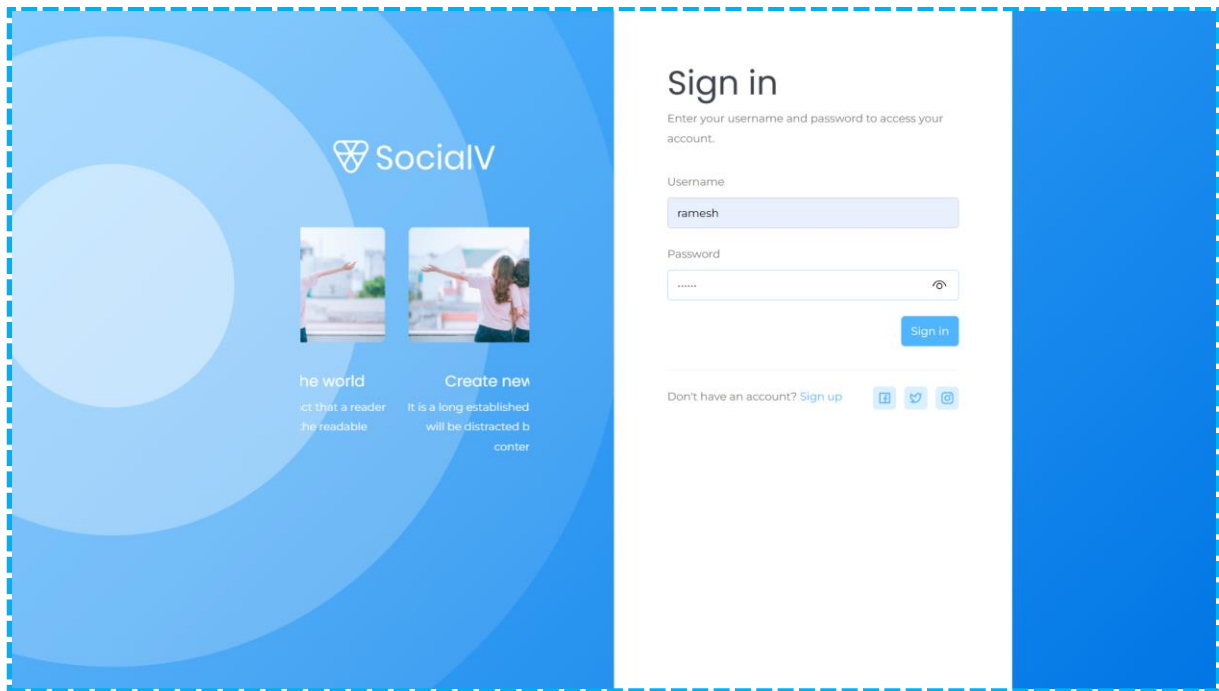 SocialV
he world
ct that a reader
he readable
Create new
It is a long established
will be distracted b
conter
Sign in
Enter your username and password to access your
account.
Username
ramesh
Password
······
Sign in
Don't have an account? Sign up